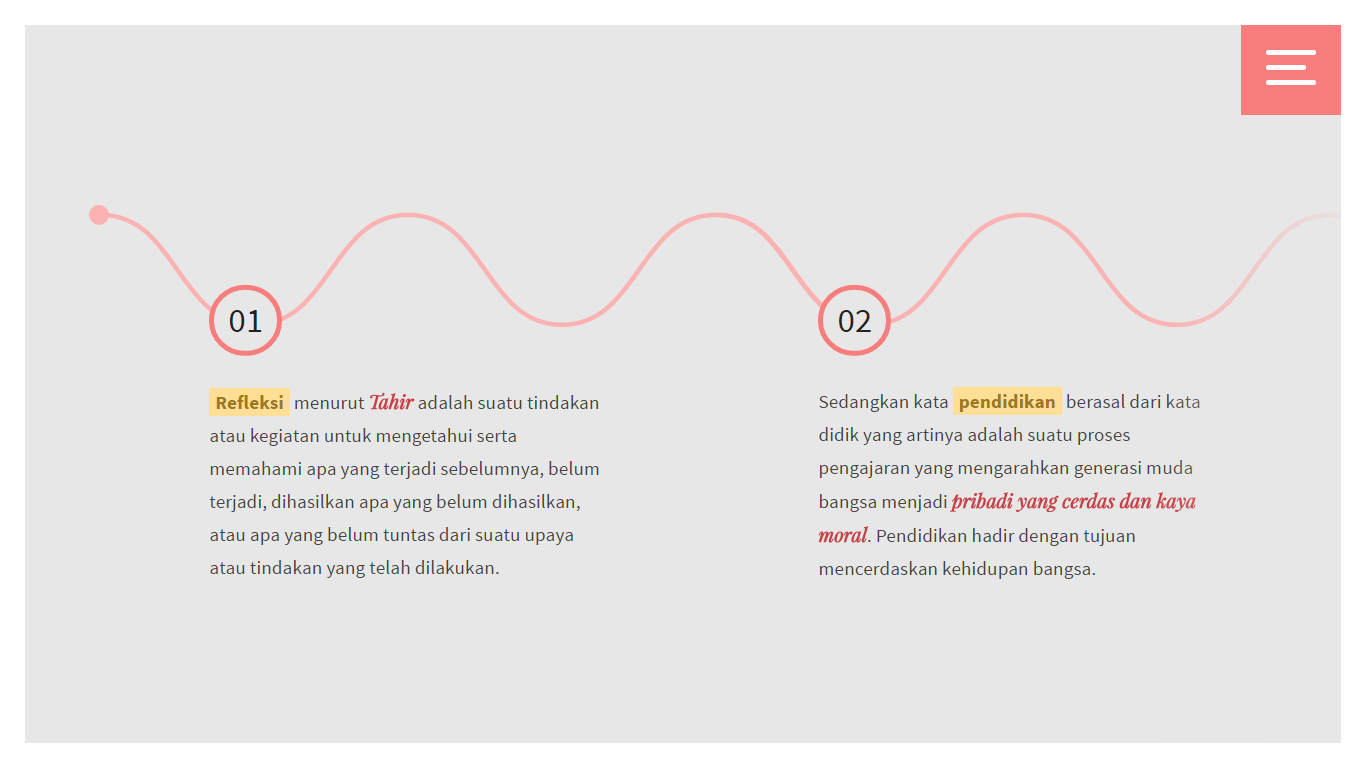 01
Refleksi menurut Tahir adalah suatu tindakan
atau kegiatan untuk mengetahui serta
memahami apa yang terjadi sebelumnya, belum
terjadi, dihasilkan apa yang belum dihasilkan,
atau apa yang belum tuntas dari suatu upaya
atau tindakan yang telah dilakukan.
02
Sedangkan kata pendidikan berasal dari kata
didik yang artinya adalah suatu proses
pengajaran yang mengarahkan generasi muda
bangsa menjadi pribadi yang cerdas dan kaya
moral. Pendidikan hadir dengan tujuan
mencerdaskan kehidupan bangsa.